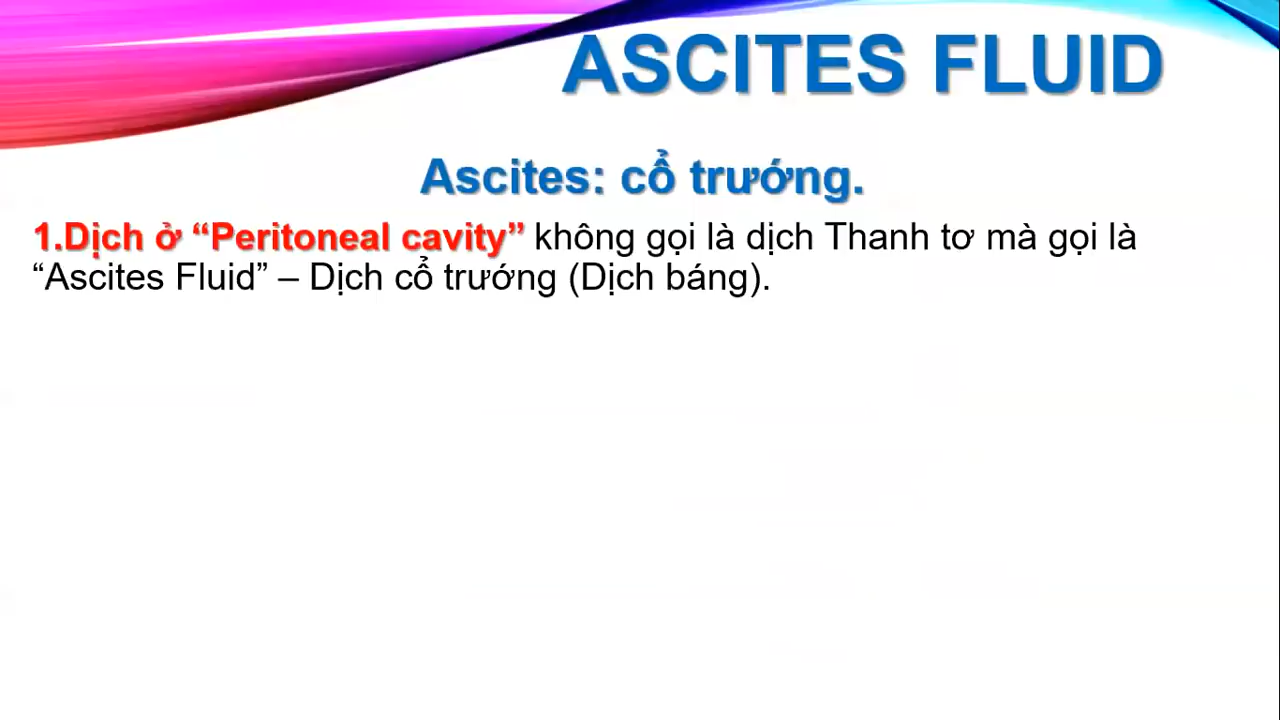 ASCITES FLUID
Ascites: cổ trướng.
1.Dịch ở “Peritoneal cavity” không gọi là dịch Thanh tơ mà gọi là
“Ascites Fluid” – Dịch cổ trướng (Dịch báng).